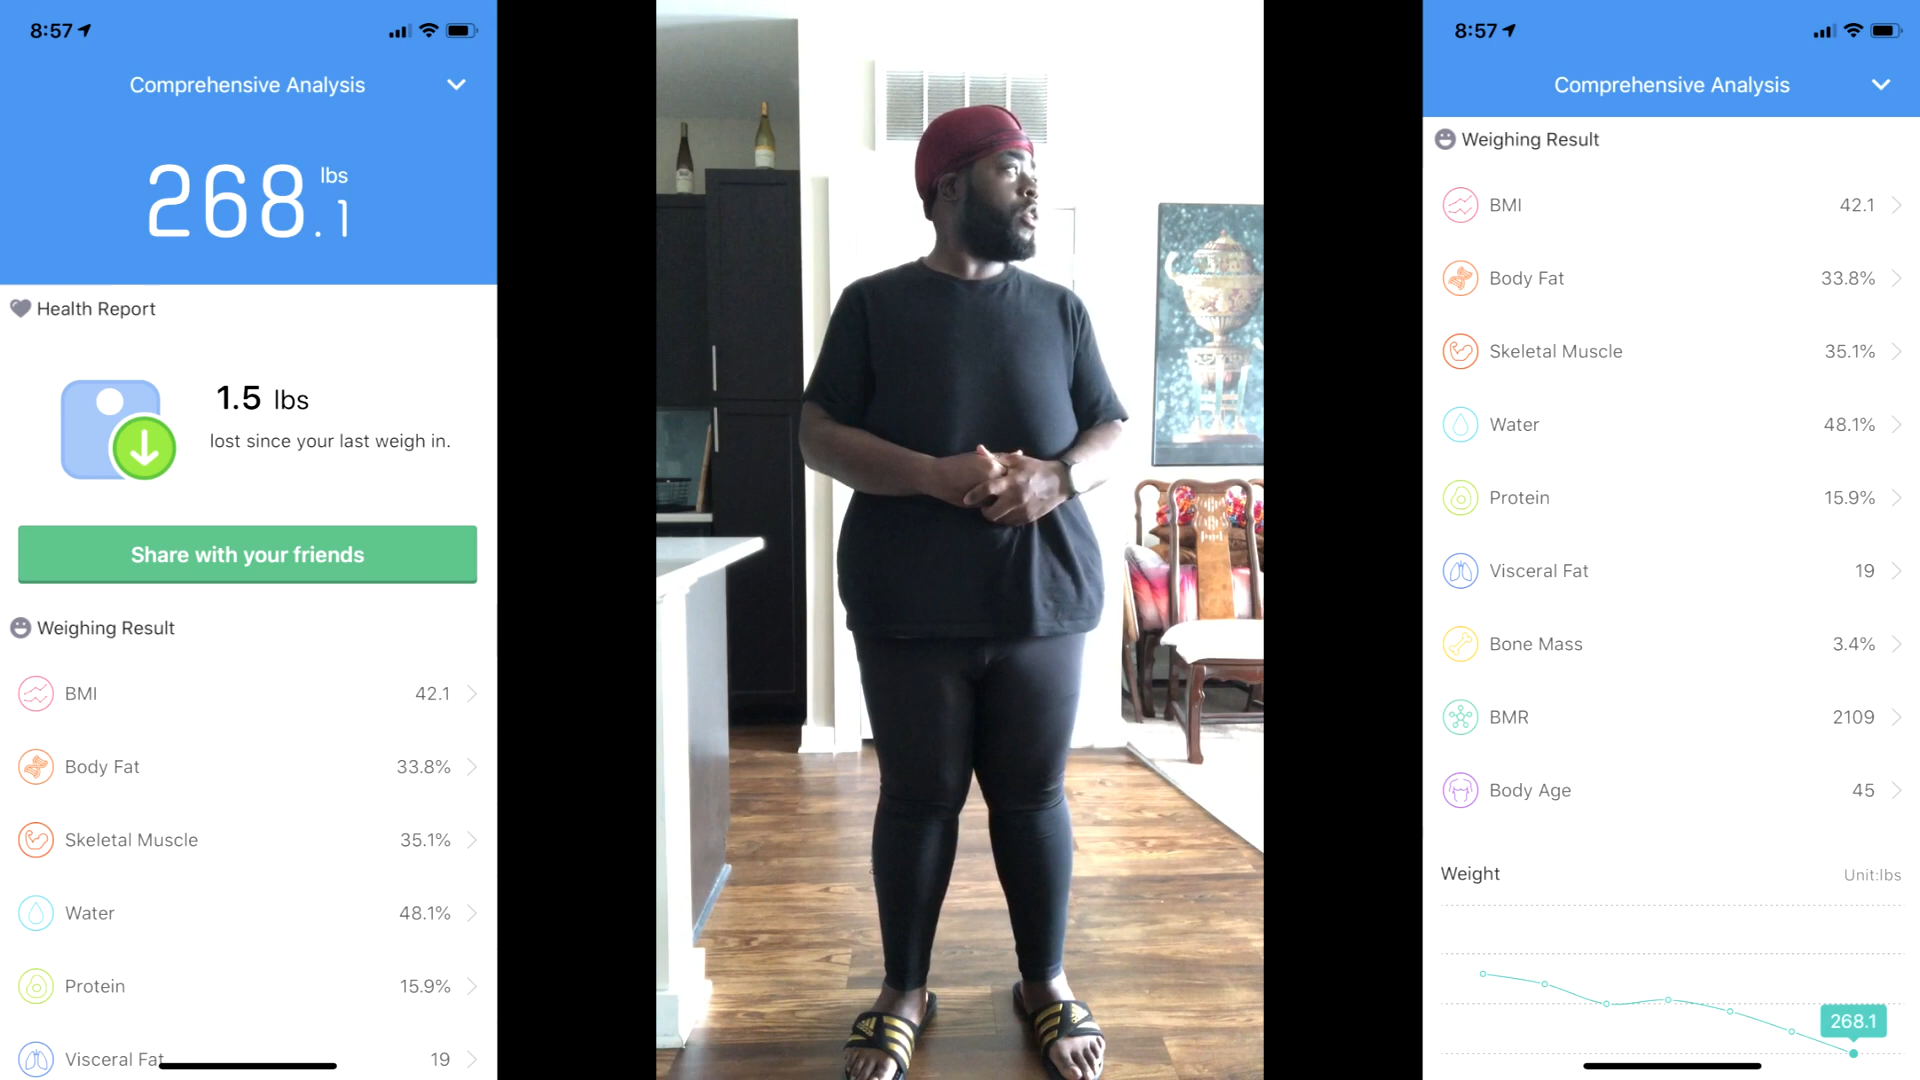 8:57
Comprehensive Analysis
268.1 lbs
Health Report
1.5 lbs
lost since your last weigh in.
Share with your friends
Weighing Result
BMI 42.1
Body Fat 33.8%
Skeletal Muscle 35.1%
Water 48.1%
Protein 15.9%
Visceral Fat 19
8:57
Comprehensive Analysis
Weighing Result
BMI 42.1
Body Fat 33.8%
Skeletal Muscle 35.1%
Water 48.1%
Protein 15.9%
Visceral Fat 19
Bone Mass 3.4%
BMR 2109
Body Age 45
Weight Unit:lbs
268.1